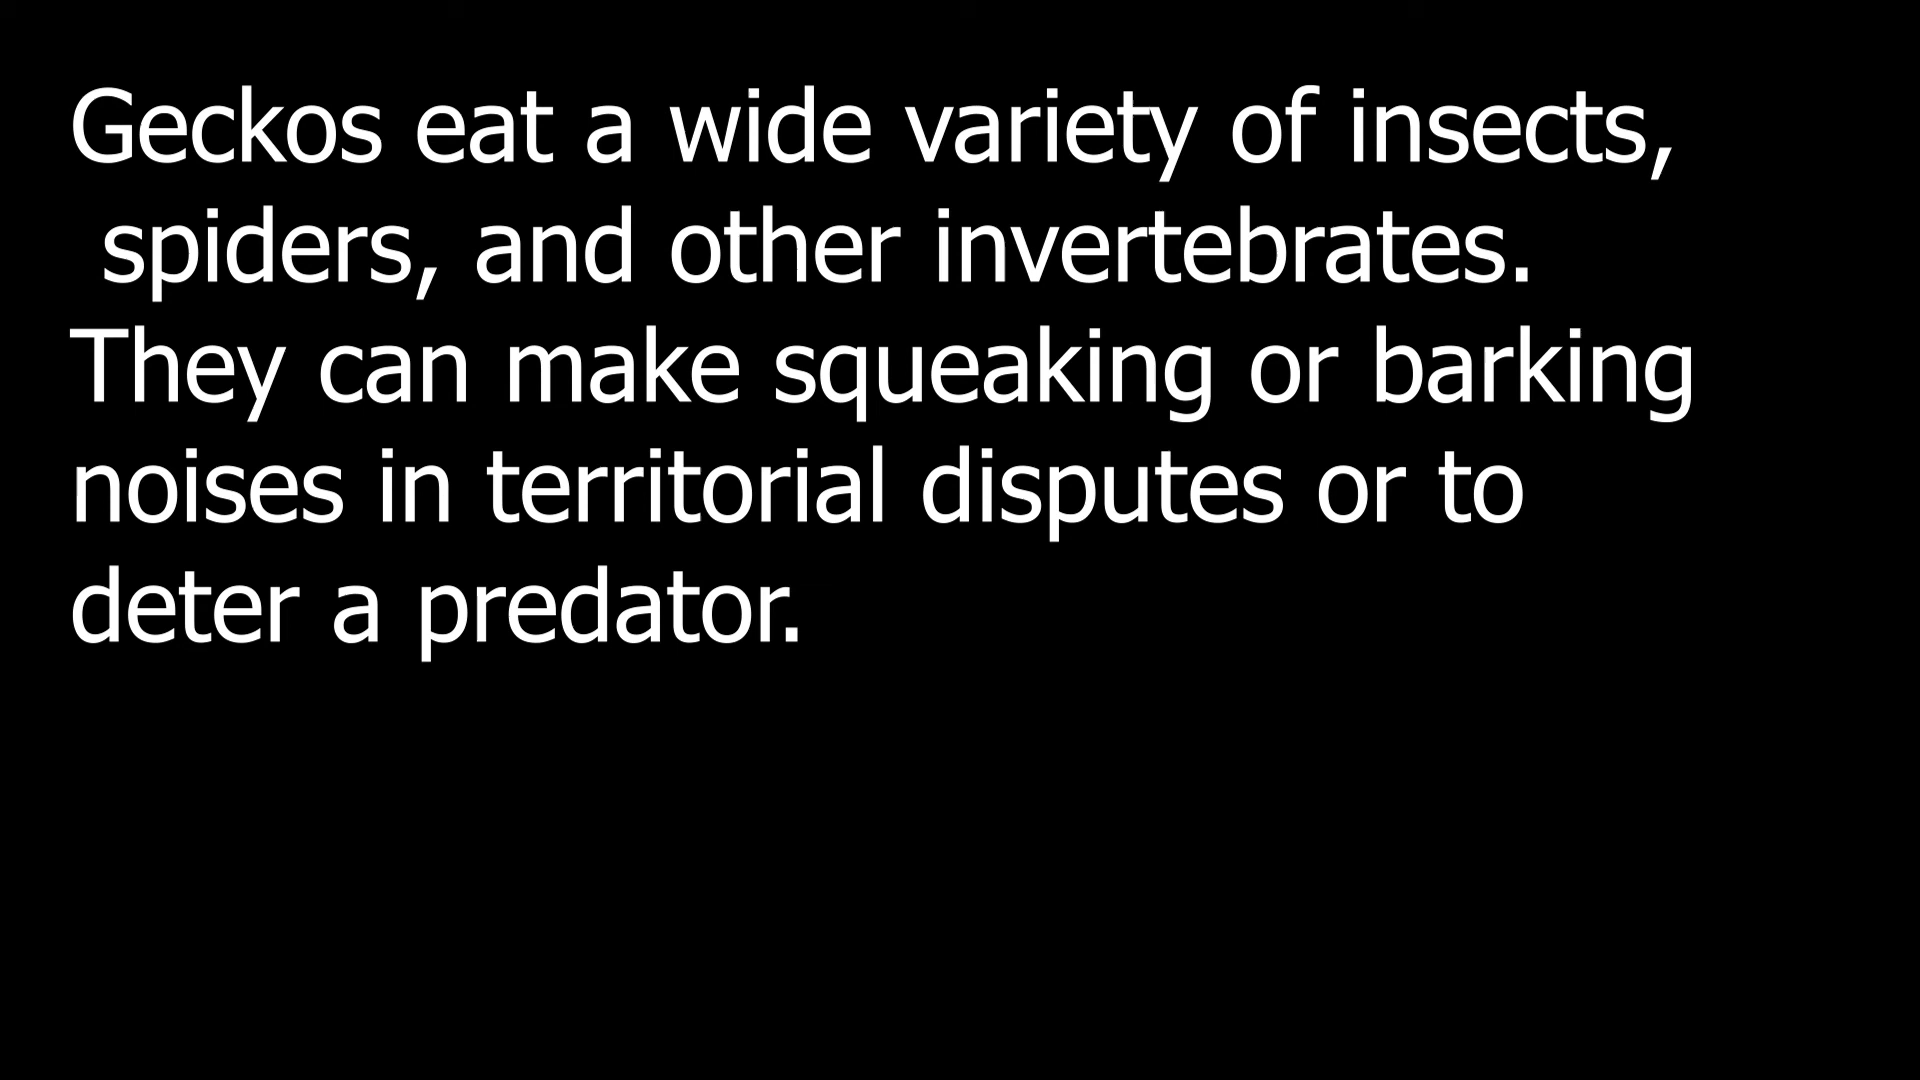 Geckos eat a wide variety of insects,
spiders, and other invertebrates.
They can make squeaking or barking
noises in territorial disputes or to
deter a predator.